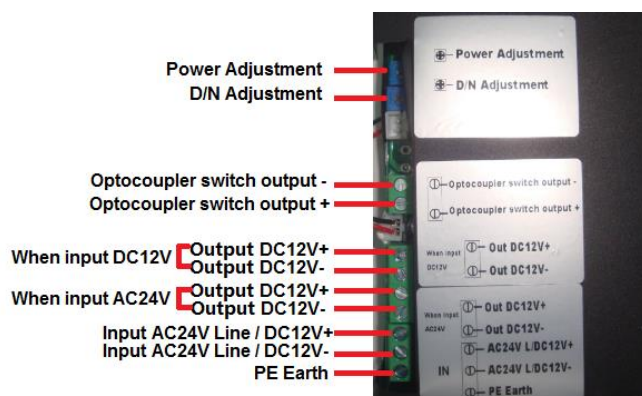 Power Adjustment
D/N Adjustment
Optocoupler switch output -
Optocoupler switch output +
When input DC12V
Output DC12V+
Output DC12V-
When input AC24V
Output DC12V+
Output DC12V-
Input AC24V Line / DC12V+
Input AC24V Line / DC12V-
PE Earth
Power Adjustment
D/N Adjustment
Optocoupler switch output -
Optocoupler switch output +
When input
DC12V
Out DC12V+
Out DC12V-
When input
AC24V
Out DC12V+
Out DC12V-
IN
AC24V L/DC12V+
AC24V L/DC12V-
PE Earth